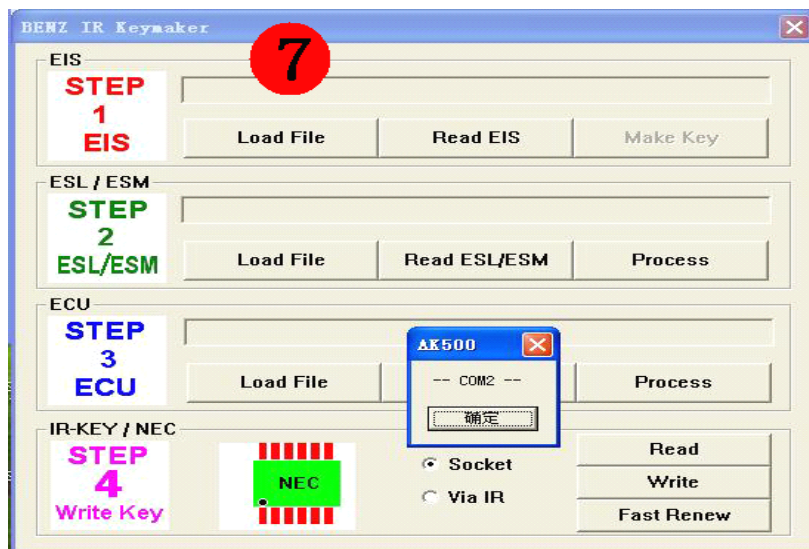 BENZ IR Keymaker
7
EIS
STEP
1
EIS
Load File
Read EIS
Make Key
ESL / ESM
STEP
2
ESL/ESM
Load File
Read ESL/ESM
Process
ECU
STEP
3
ECU
Load File
Process
AK500
-- COM2 --
确定
IR-KEY / NEC
STEP
4
Write Key
NEC
Socket
Via IR
Read
Write
Fast Renew